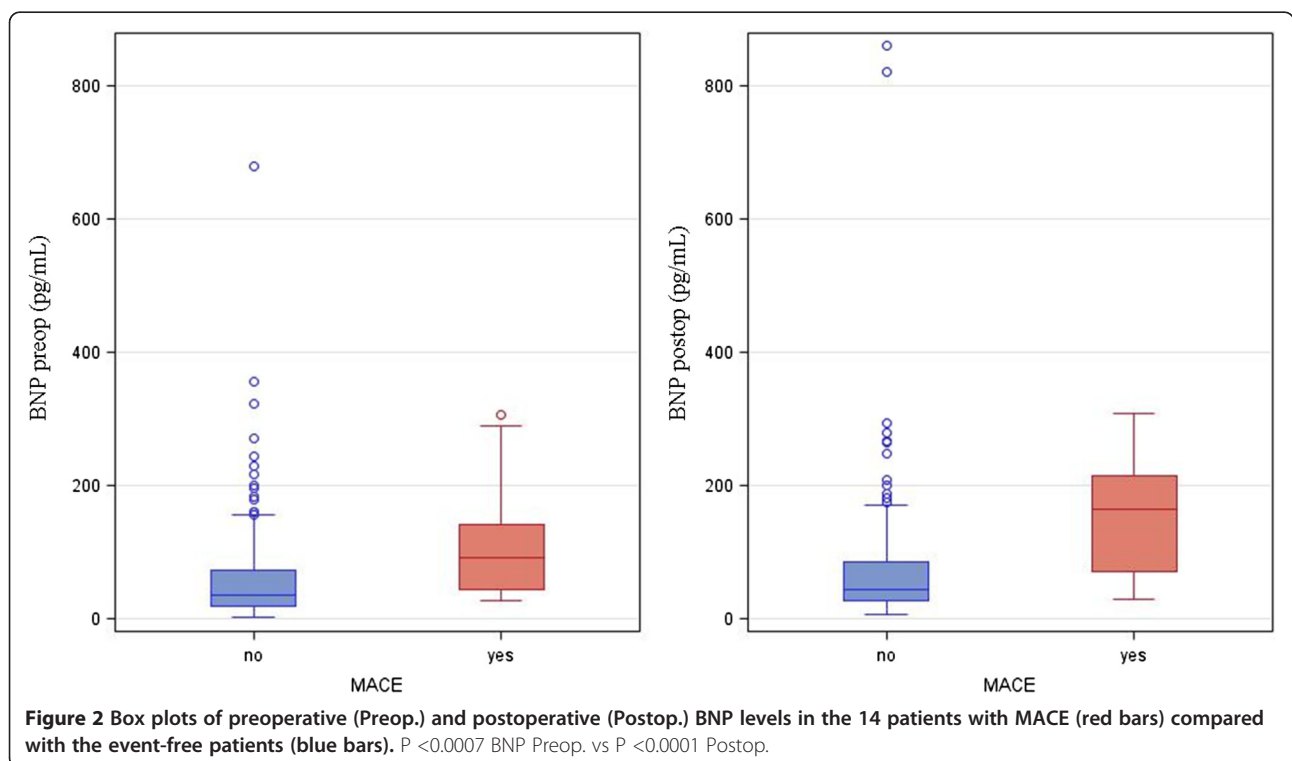 800
600
400
200
0
BNP preop (pg/mL)
no yes
MACE
800
600
400
200
0
BNP postop (pg/mL)
no yes
MACE
Figure 2 Box plots of preoperative (Preop.) and postoperative (Postop.) BNP levels in the 14 patients with MACE (red bars) compared
with the event-free patients (blue bars). P <0.0007 BNP Preop. vs P <0.0001 Postop.